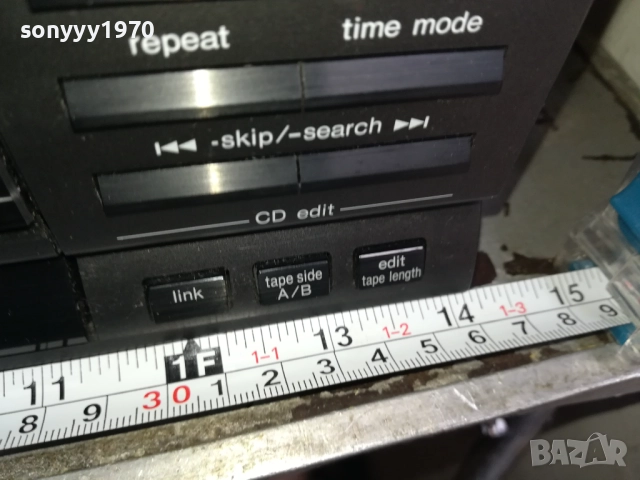 sonyyy1970
repeat
time mode
-skip/-search
CD edit
link
tape side
A/B
edit
tape length
11 1F 13 14 15
1-1 1-2 1-3
8 9 30 1 2 3 4 5 6 7 8 9
BAZAR